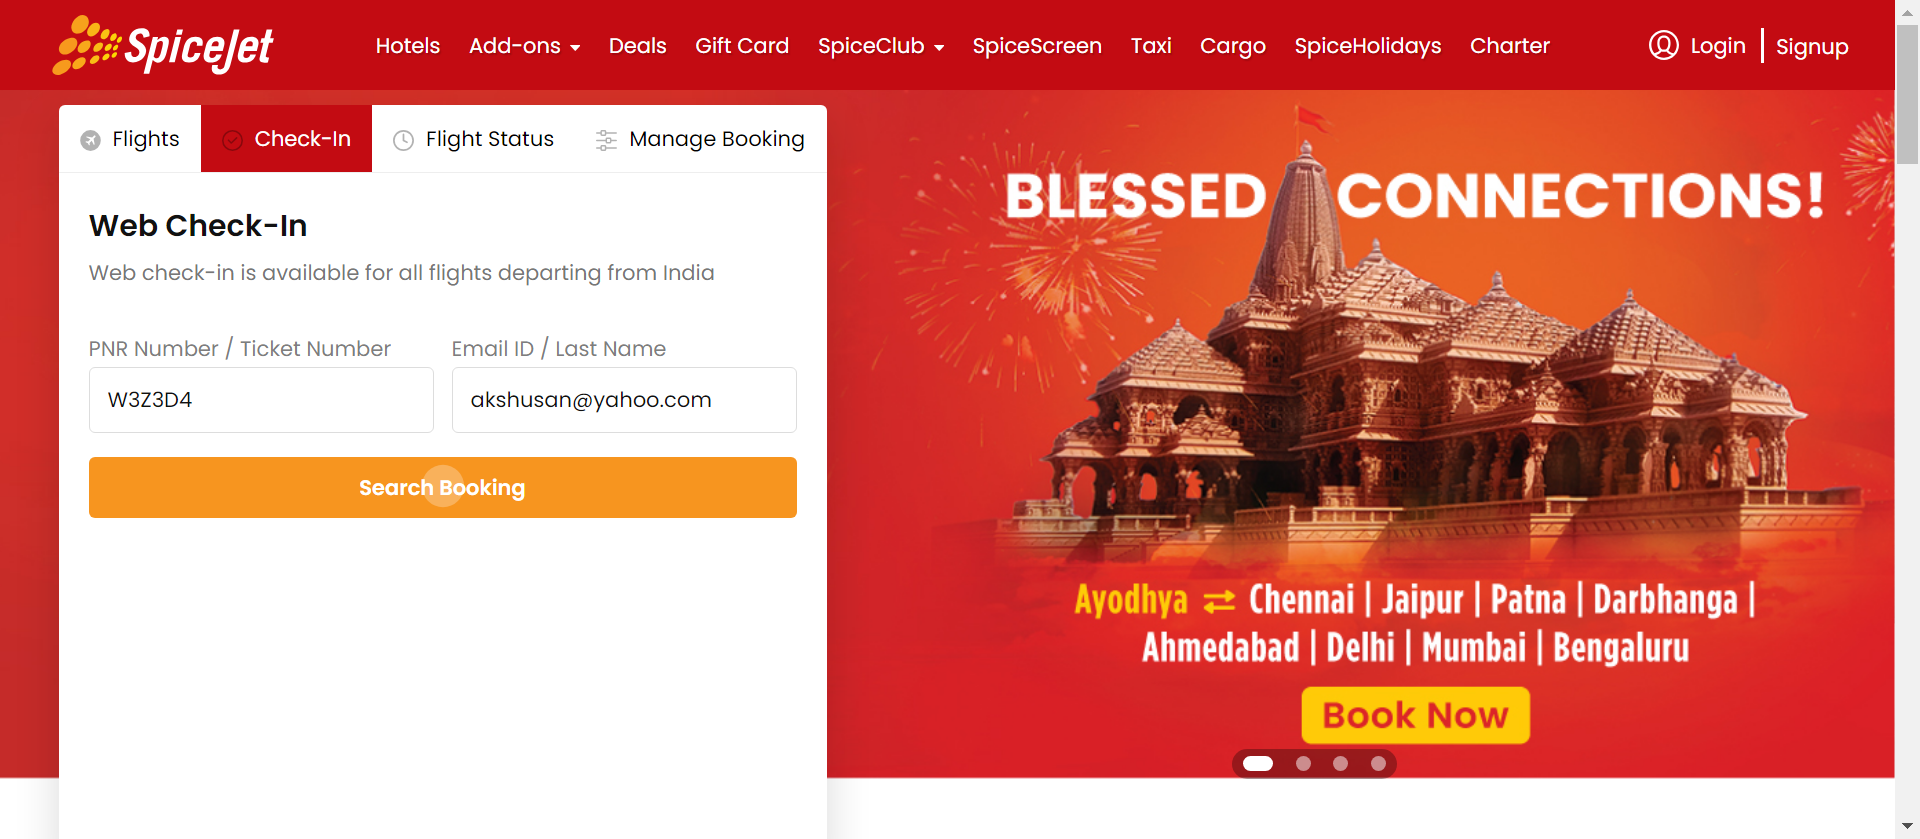 SpiceJet
Hotels Add-ons Deals Gift Card SpiceClub SpiceScreen Taxi Cargo SpiceHolidays Charter Login Signup
Flights Check-In Flight Status Manage Booking
Web Check-In
Web check-in is available for all flights departing from India
PNR Number / Ticket Number Email ID / Last Name
W3Z3D4 akshusan@yahoo.com
Search Booking
BLESSED CONNECTIONS!
Ayodhya ⇄ Chennai | Jaipur | Patna | Darbhanga |
Ahmedabad | Delhi | Mumbai | Bengaluru
Book Now